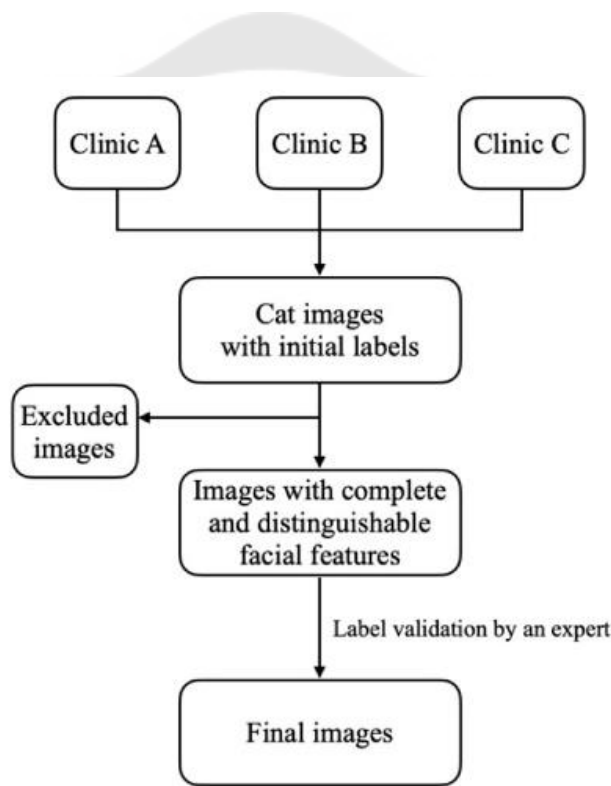 Clinic A
Clinic B
Clinic C
Cat images
with initial labels
Excluded
images
Images with complete
and distinguishable
facial features
Label validation by an expert
Final images